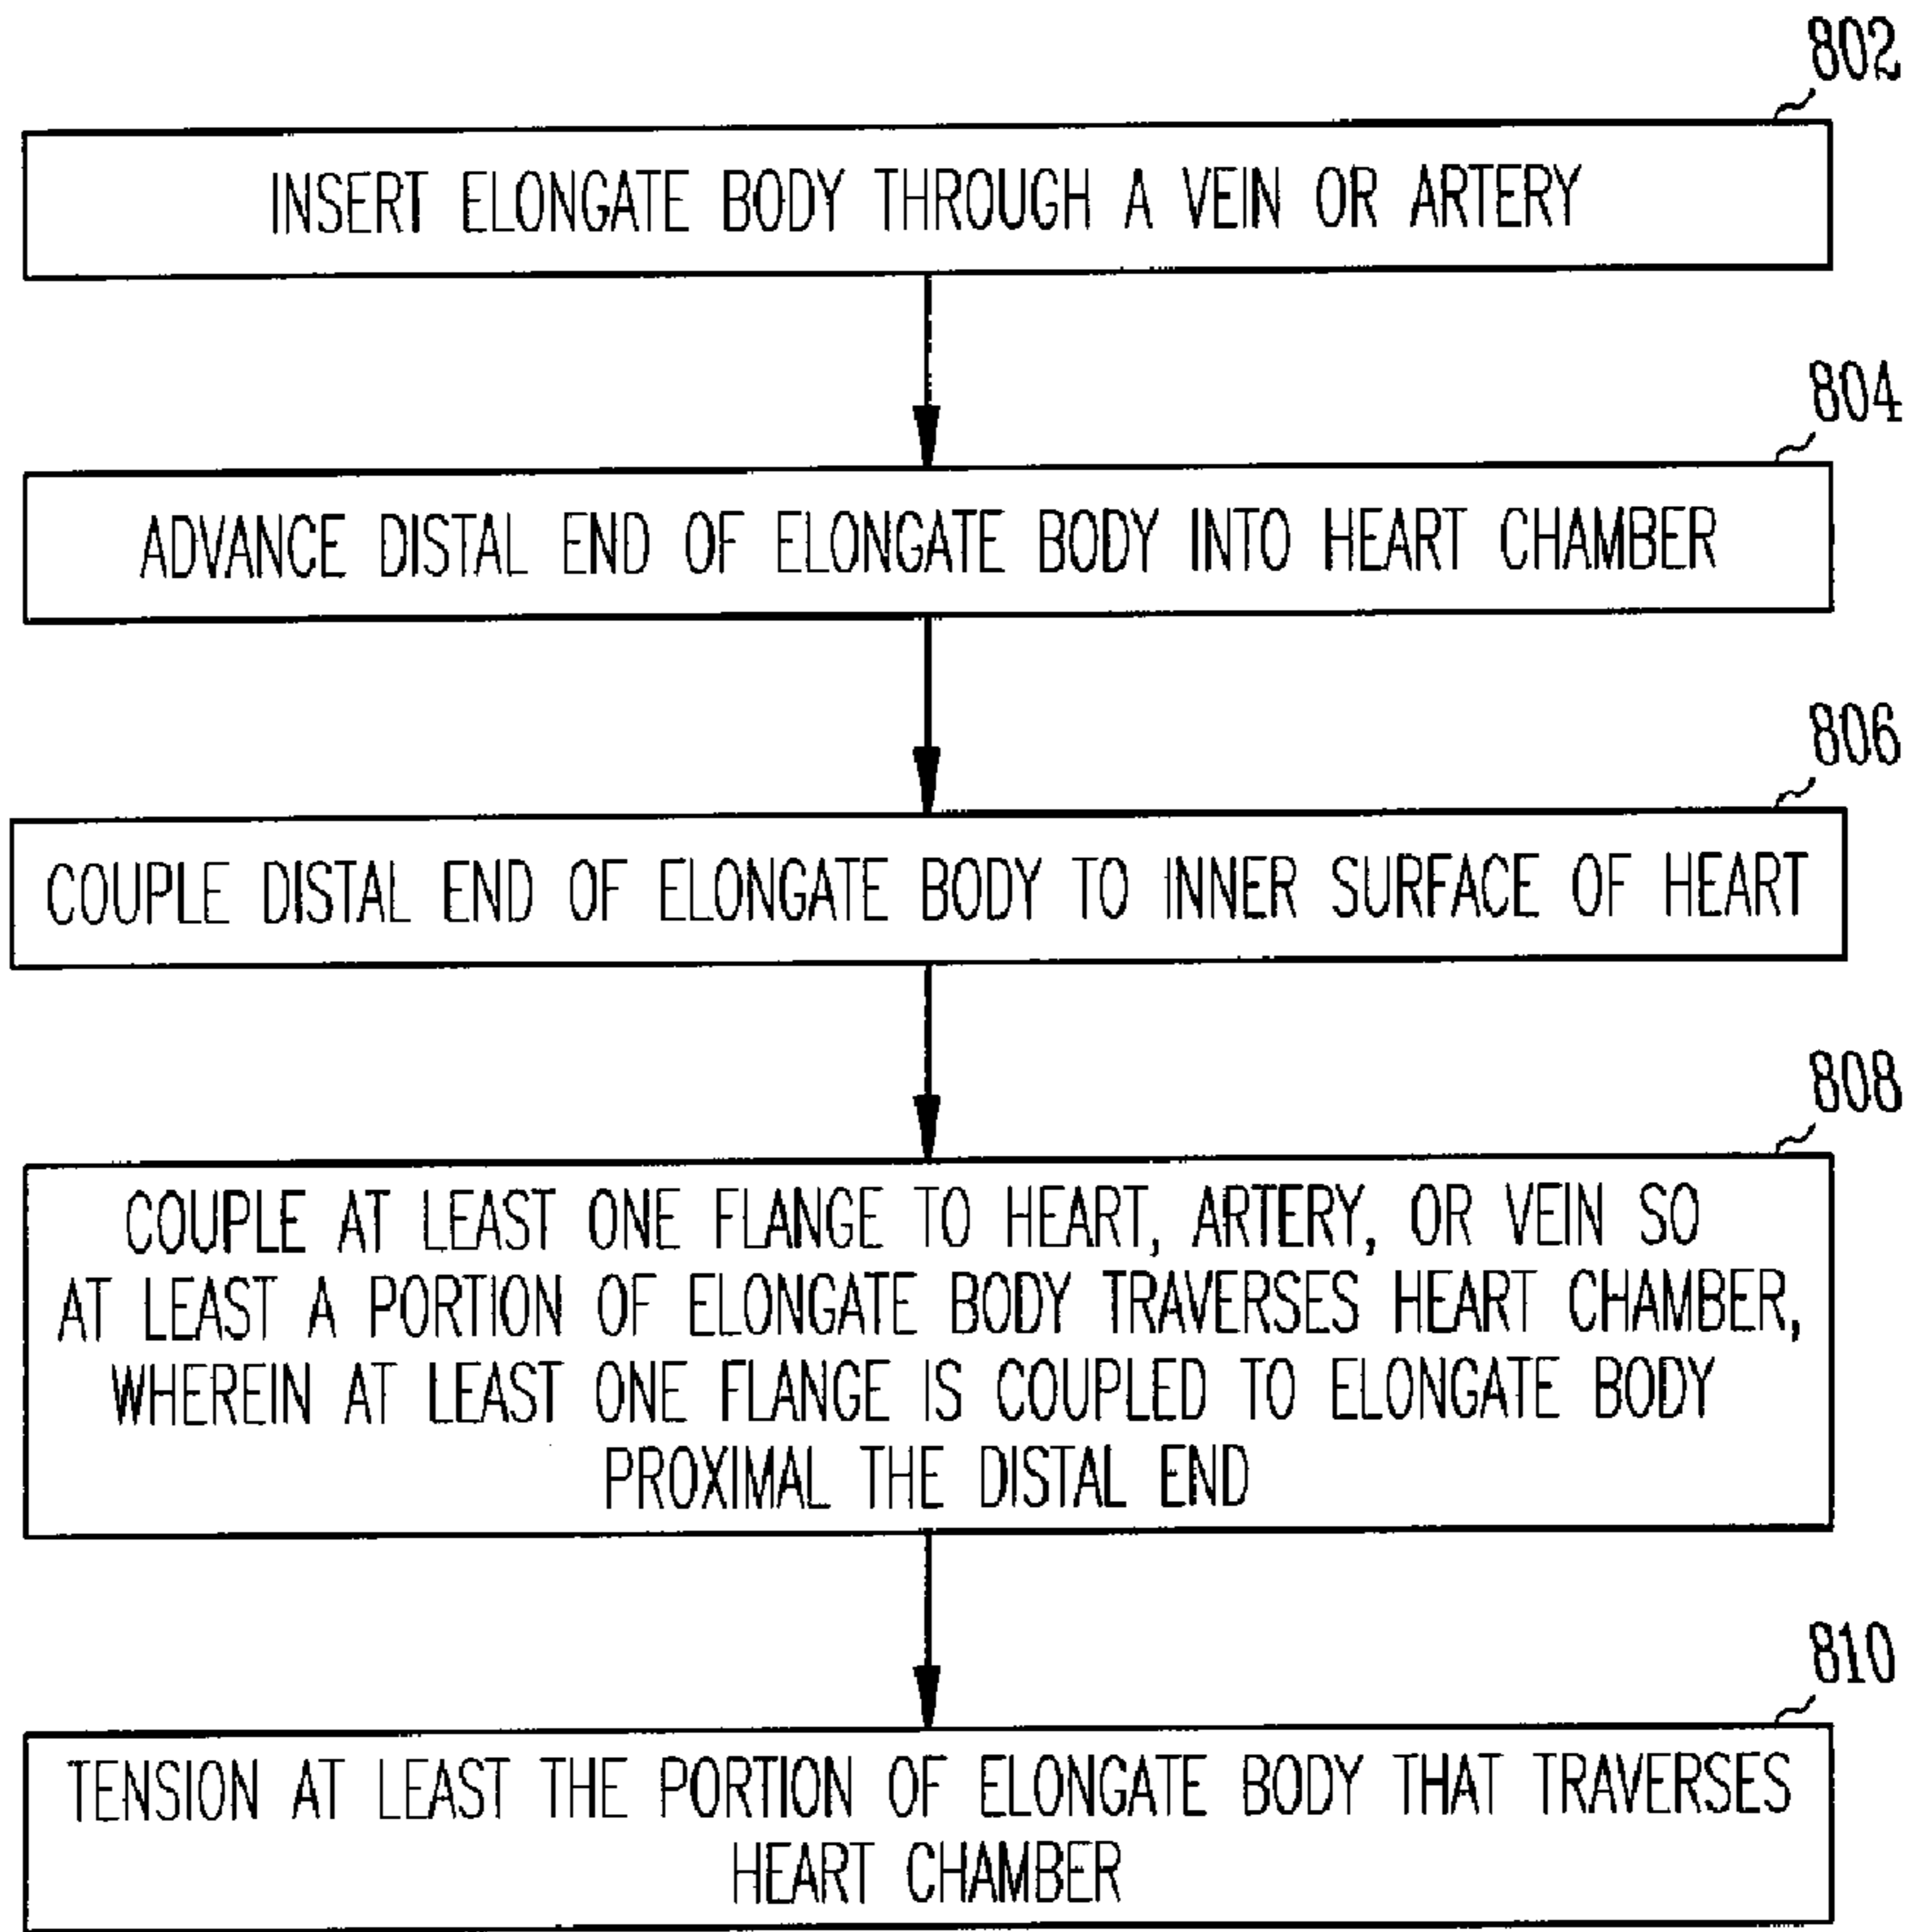 802
INSERT ELONGATE BODY THROUGH A VEIN OR ARTERY
804
ADVANCE DISTAL END OF ELONGATE BODY INTO HEART CHAMBER
806
COUPLE DISTAL END OF ELONGATE BODY TO INNER SURFACE OF HEART
808
COUPLE AT LEAST ONE FLANGE TO HEART, ARTERY, OR VEIN SO
AT LEAST A PORTION OF ELONGATE BODY TRAVERSES HEART CHAMBER,
WHEREIN AT LEAST ONE FLANGE IS COUPLED TO ELONGATE BODY
PROXIMAL THE DISTAL END
810
TENSION AT LEAST THE PORTION OF ELONGATE BODY THAT TRAVERSES
HEART CHAMBER